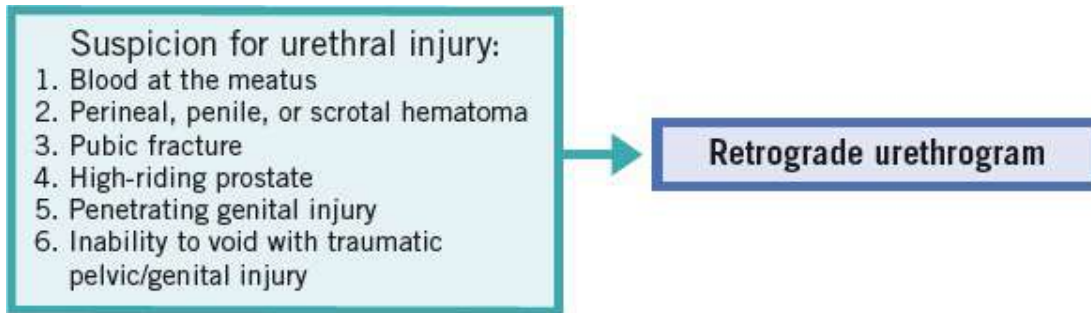 Suspicion for urethral injury:
1. Blood at the meatus
2. Perineal, penile, or scrotal hematoma
3. Pubic fracture
4. High-riding prostate
5. Penetrating genital injury
6. Inability to void with traumatic
pelvic/genital injury
Retrograde urethrogram